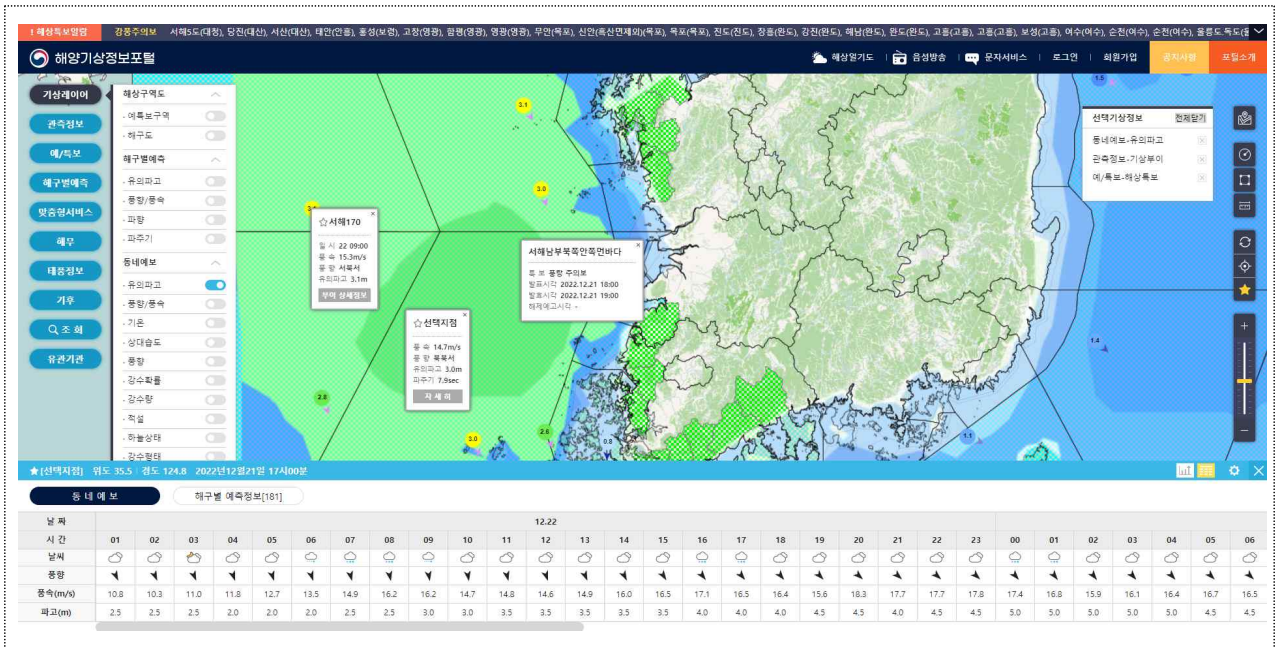 ! 해상특보알림 강풍주의보 서해5도(대청), 당진(대산), 서산(대산), 태안(안흥), 홍성(보령), 고창(영광), 함평(영광), 영광(영광), 무안(목포), 신안(흑산면제외)(목포), 목포(목포), 진도(진도), 장흥(완도), 강진(완도), 해남(완도), 완도(완도), 고흥(고흥), 고흥(고흥), 보성(고흥), 여수(여수), 순천(여수), 순천(여수), 울릉도.독도(울
해양기상정보포털
해상일기도 음성방송 문자서비스 로그인 회원가입 공지사항 포털소개
기상레이어
관측정보
예/특보
해구별예측
맞춤형서비스
해무
태풍정보
기후
조회
유관기관
해상구역도
- 예특보구역
- 해구도
해구별예측
- 유의파고
- 풍향/풍속
- 파향
- 파주기
동네예보
- 유의파고
- 풍향/풍속
- 기온
- 상대습도
- 풍향
- 강수확률
- 강수량
- 적설
- 하늘상태
- 강수형태
3.1
3.0
2.8
3.0
2.6
0.8
1.5
1.4
1.1
☆서해170
일 시 22 09:00
풍 속 15.3m/s
풍 향 서북서
유의파고 3.1m
부이 상세정보
☆선택지점
풍 속 14.7m/s
풍 향 북북서
유의파고 3.0m
파주기 7.9sec
자 세 히
서해남부북쪽안쪽먼바다
특 보 풍랑 주의보
발표시각 2022.12.21 18:00
발효시각 2022.12.21 19:00
해제예고시각 -
선택기상정보 전체닫기
동네예보-유의파고
관측정보-기상부이
예/특보-해상특보
★[선택지점] 위도 35.5 | 경도 124.8 2022년12월21일 17시00분
동네예보 해구별 예측정보[181]
날 짜 12.22
시 간 01 02 03 04 05 06 07 08 09 10 11 12 13 14 15 16 17 18 19 20 21 22 23 00 01 02 03 04 05 06
날씨
풍향
풍속(m/s) 10.8 10.3 11.0 11.8 12.7 13.5 14.9 16.2 16.2 14.7 14.8 14.6 14.9 16.0 16.5 17.1 16.5 16.4 15.6 18.3 17.7 17.7 17.8 17.4 16.8 15.9 16.1 16.4 16.7 16.5
파고(m) 2.5 2.5 2.5 2.0 2.0 2.0 2.5 2.5 3.0 3.0 3.5 3.5 3.5 3.5 3.5 4.0 4.0 4.0 4.5 4.5 4.0 4.5 4.5 5.0 5.0 5.0 5.0 5.0 4.5 4.5